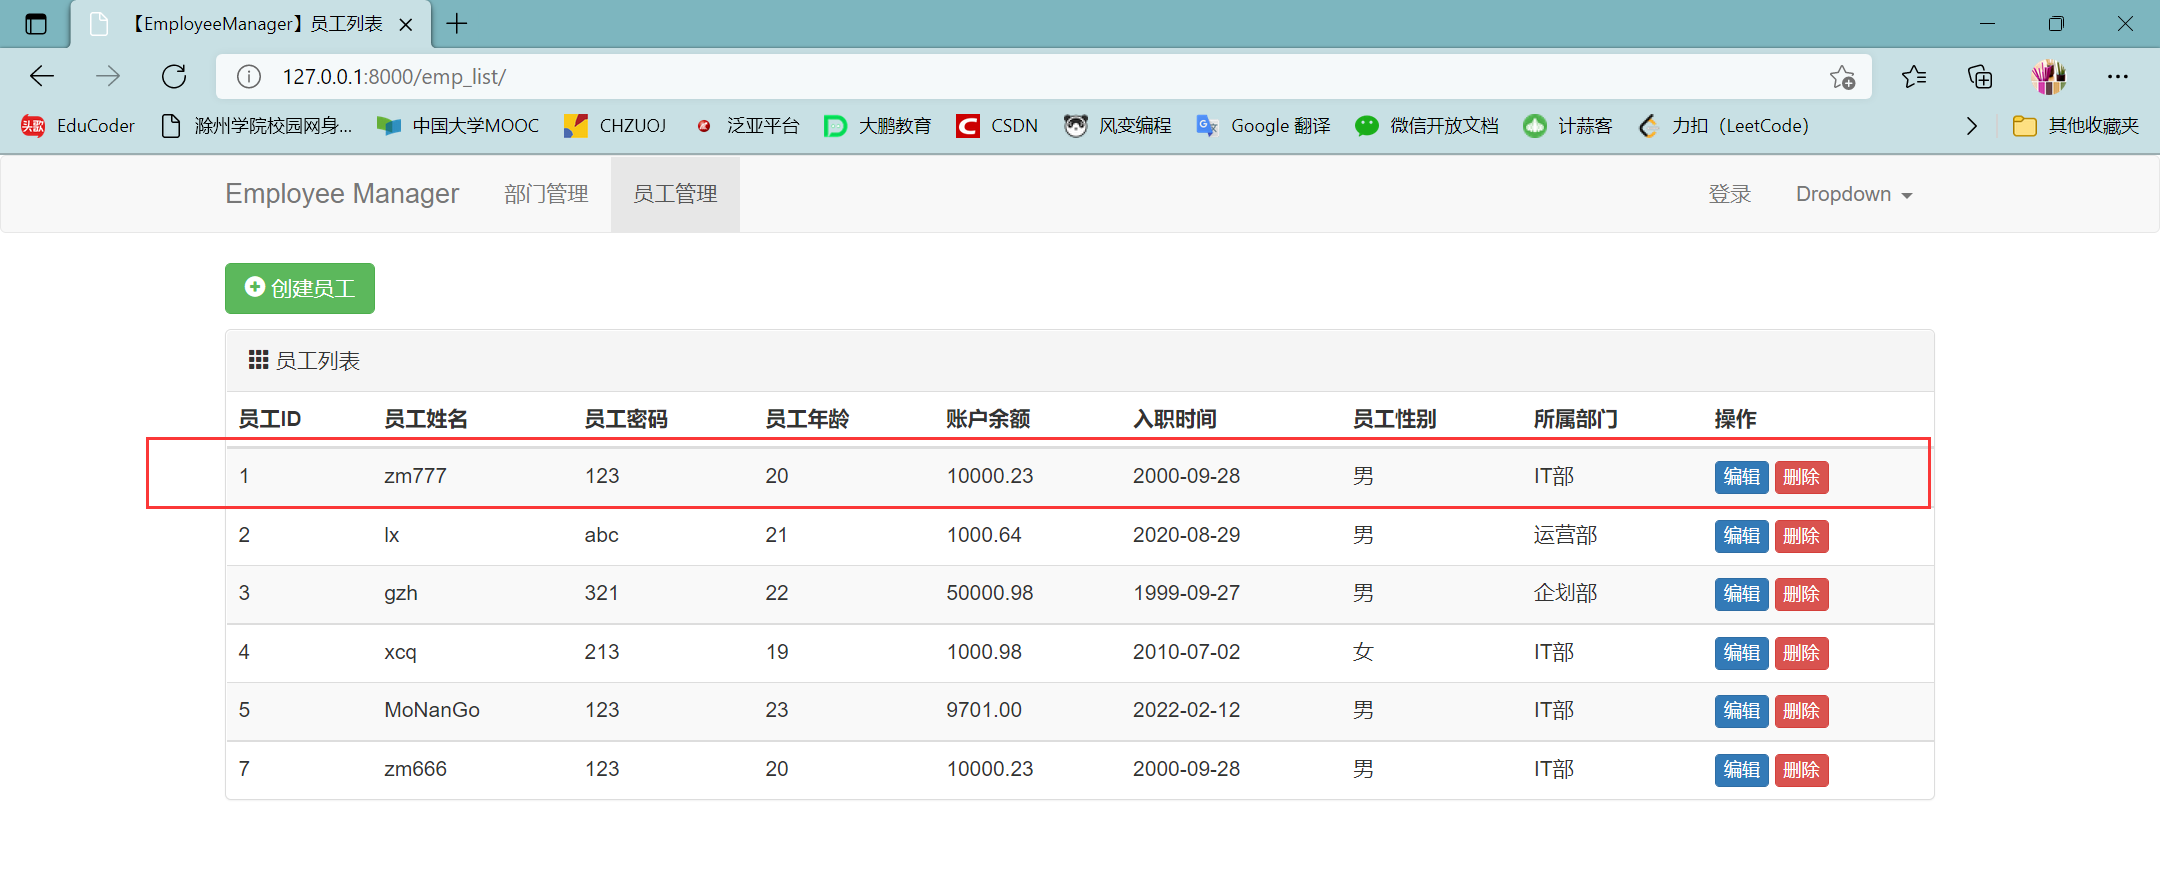 【EmployeeManager】员工列表
127.0.0.1:8000/emp_list/
头歌 EduCoder 滁州学院校园网身... 中国大学MOOC CHZUOJ 泛亚平台 大鹏教育 CSDN 风变编程 Google 翻译 微信开放文档 计蒜客 力扣（LeetCode） 其他收藏夹
Employee Manager 部门管理 员工管理 登录 Dropdown
创建员工
员工列表
员工ID 员工姓名 员工密码 员工年龄 账户余额 入职时间 员工性别 所属部门 操作
1 zm777 123 20 10000.23 2000-09-28 男 IT部 编辑 删除
2 lx abc 21 1000.64 2020-08-29 男 运营部 编辑 删除
3 gzh 321 22 50000.98 1999-09-27 男 企划部 编辑 删除
4 xcq 213 19 1000.98 2010-07-02 女 IT部 编辑 删除
5 MoNanGo 123 23 9701.00 2022-02-12 男 IT部 编辑 删除
7 zm666 123 20 10000.23 2000-09-28 男 IT部 编辑 删除